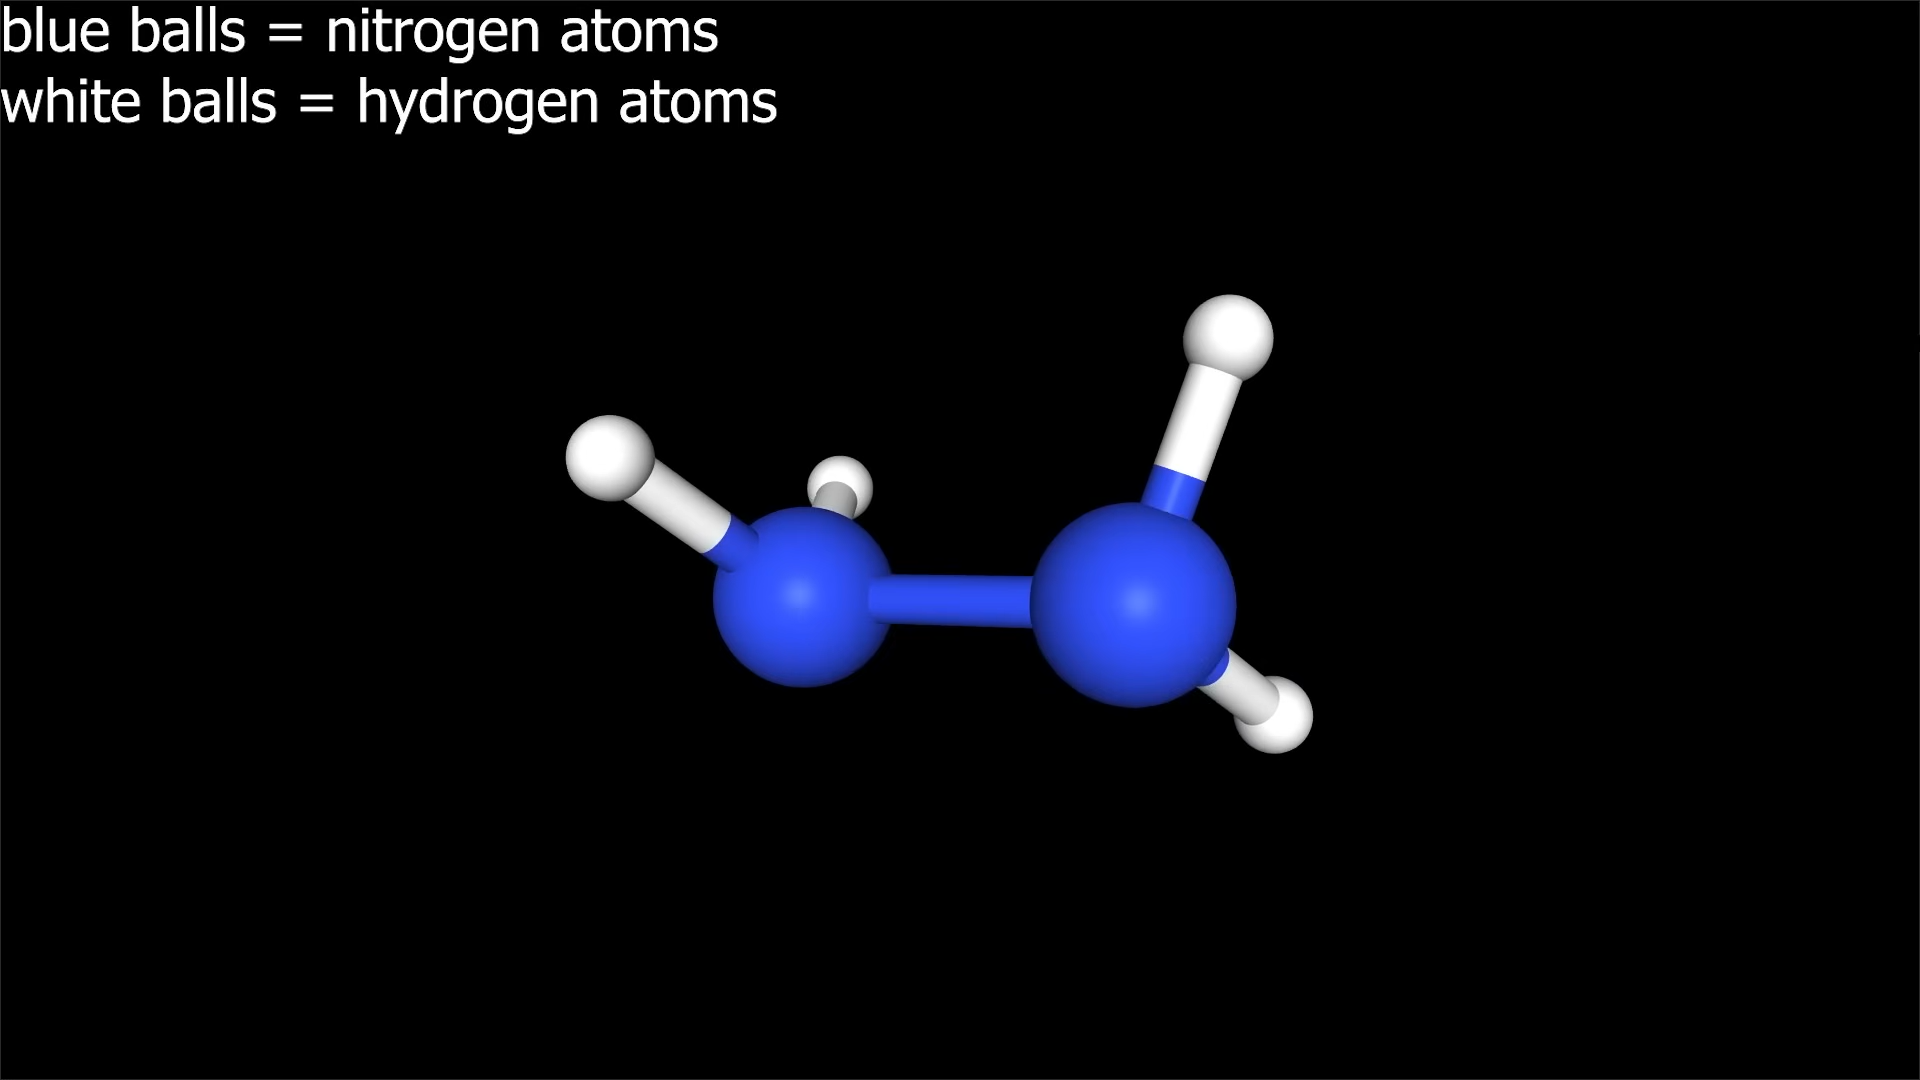 blue balls = nitrogen atoms
white balls = hydrogen atoms